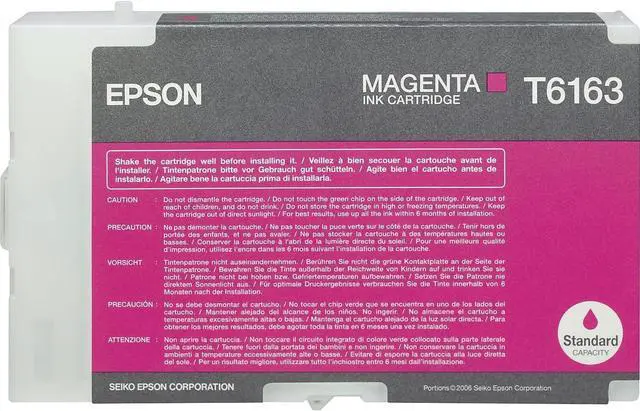 EPSON
MAGENTA
INK CARTRIDGE
T6163
Shake the cartridge well before installing it. / Veillez à bien secouer la cartouche avant de
l'installer. / Tintenpatrone bitte vor Gebrauch gut schütteln. / Agite bien el cartucho antes de
instalarlo. / Agitare bene la cartuccia prima di installarla.
CAUTION : Do not dismantle the cartridge. / Do not touch the green chip on the side of the cartridge. / Keep out of
reach of children, and do not drink. / Do not store the cartridge in high or freezing temperatures. / Keep
the cartridge out of direct sunlight. / For best results, use up all the ink within 6 months of installation.
PRECAUTION : Ne pas démonter la cartouche. / Ne pas toucher la puce verte sur le côté de la cartouche. / Tenir hors de
portée des enfants, et ne pas avaler. / Ne pas stocker la cartouche à des températures hautes ou
basses. / Conserver la cartouche à l'abri de la lumière directe du soleil. / Pour une meilleure qualité
d'impression, utilisez l'encre dans les 6 mois suivant l'installation de la cartouche.
VORSICHT : Tintenpatrone nicht auseinandernehmen. / Berühren Sie nicht die grüne Kontaktplatte an der Seite der
Tintenpatrone. / Bewahren Sie die Tinte außerhalb der Reichweite von Kindern auf und trinken Sie sie
nicht. / Patrone nicht bei hohen bzw. Gefriertemperaturen aufbewahren. / Setzen Sie die Patrone nie
direktem Sonnenlicht aus. / Für optimale Druckergebnisse verbrauchen Sie die Tinte innerhalb von 6
Monaten nach der Installation.
PRECAUCIÓN : No se debe desmontar el cartucho. / No tocar el chip verde que se encuentra en uno de los lados del
cartucho. / Mantener alejado del alcance de los niños. No ingerir. / No almacene el cartucho a
temperaturas excesivamente altas o bajas. / Mantenga el cartucho alejado de la luz solar directa. / Para
obtener los mejores resultados, debe agotar toda la tinta en 6 meses una vez instalado.
ATTENZIONE : Non aprire la cartuccia. / Non toccare il circuito integrato di colore verde collocato sulla parte laterale
della cartuccia. / Tenere fuori dalla portata dei bambini e non ingerire. / Non conservare la cartuccia in
ambienti a temperature eccessivamente alte o basse. / Evitare di esporre la cartuccia alla luce diretta
del sole. / Per un risultato migliore, utilizzare tutto l'inchiostro entro 6 mesi dall'installazione.
Standard
CAPACITY
SEIKO EPSON CORPORATION
Portions©2006 Seiko Epson Corporation